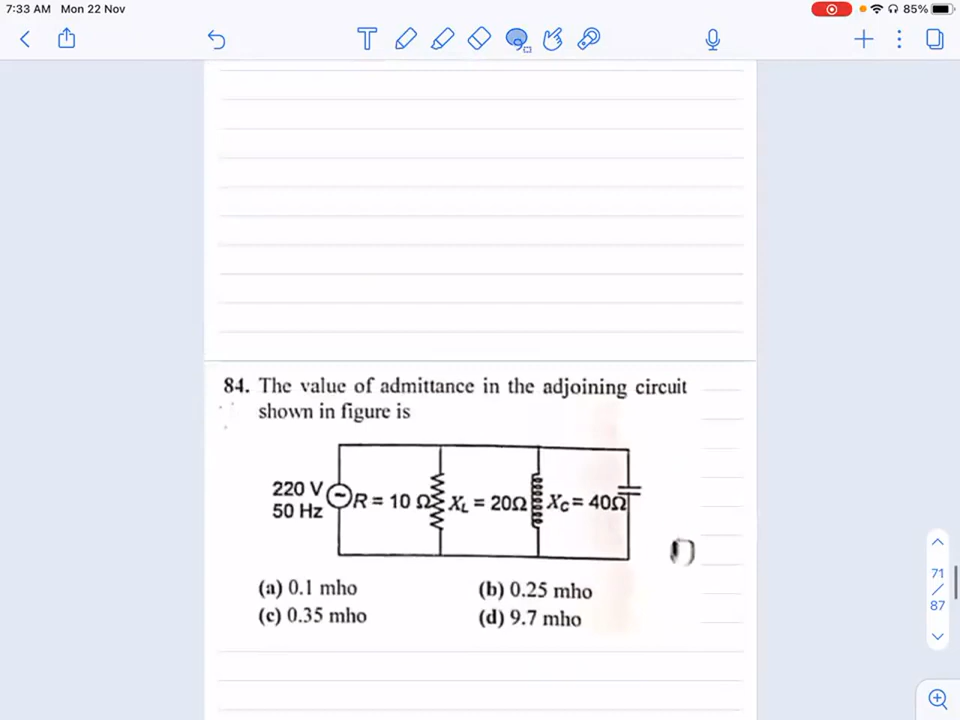 7:33 AM Mon 22 Nov
85%
T
84. The value of admittance in the adjoining circuit
shown in figure is
220 V
50 Hz
R = 10 Ω
XL = 20Ω
XC = 40Ω
(a) 0.1 mho
(b) 0.25 mho
(c) 0.35 mho
(d) 9.7 mho
71
/
87